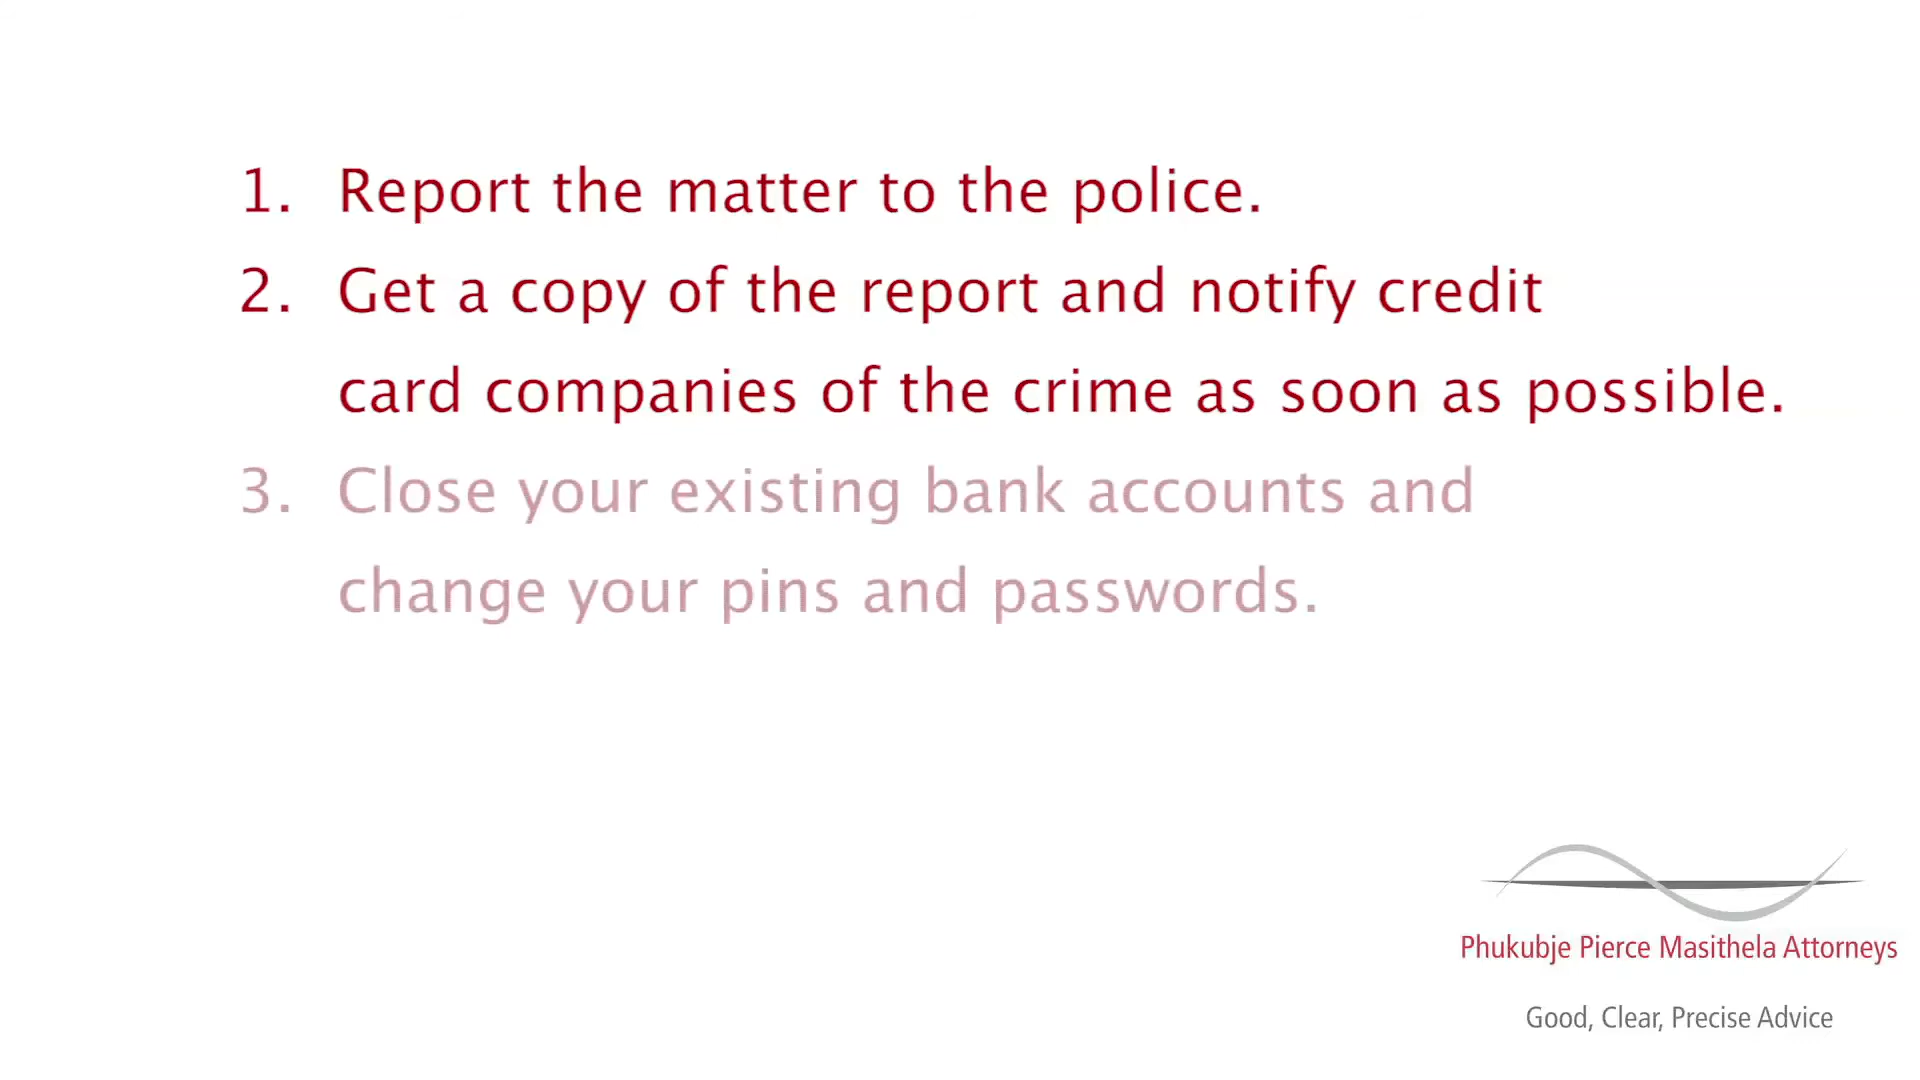 1. Report the matter to the police.
2. Get a copy of the report and notify credit
card companies of the crime as soon as possible.
3. Close your existing bank accounts and
change your pins and passwords.
Phukubje Pierce Masithela Attorneys
Good, Clear, Precise Advice